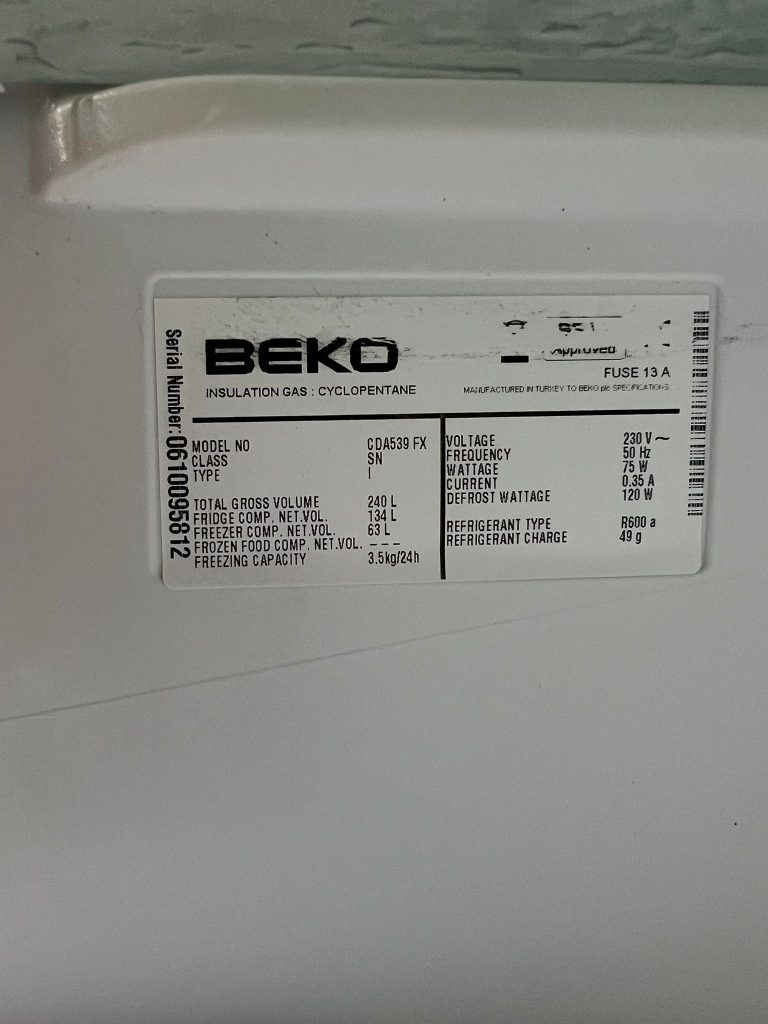 BEKO
Approved
FUSE 13 A
INSULATION GAS : CYCLOPENTANE
MANUFACTURED IN TURKEY TO BEKO plc SPECIFICATIONS
Serial Number: 0610095812
MODEL NO CDA539 FX
CLASS SN
TYPE I
TOTAL GROSS VOLUME 240 L
FRIDGE COMP. NET.VOL. 134 L
FREEZER COMP. NET.VOL. 63 L
FROZEN FOOD COMP. NET.VOL. ---
FREEZING CAPACITY 3.5kg/24h
VOLTAGE 230 V ~
FREQUENCY 50 Hz
WATTAGE 75 W
CURRENT 0.35 A
DEFROST WATTAGE 120 W
REFRIGERANT TYPE R600 a
REFRIGERANT CHARGE 49 g